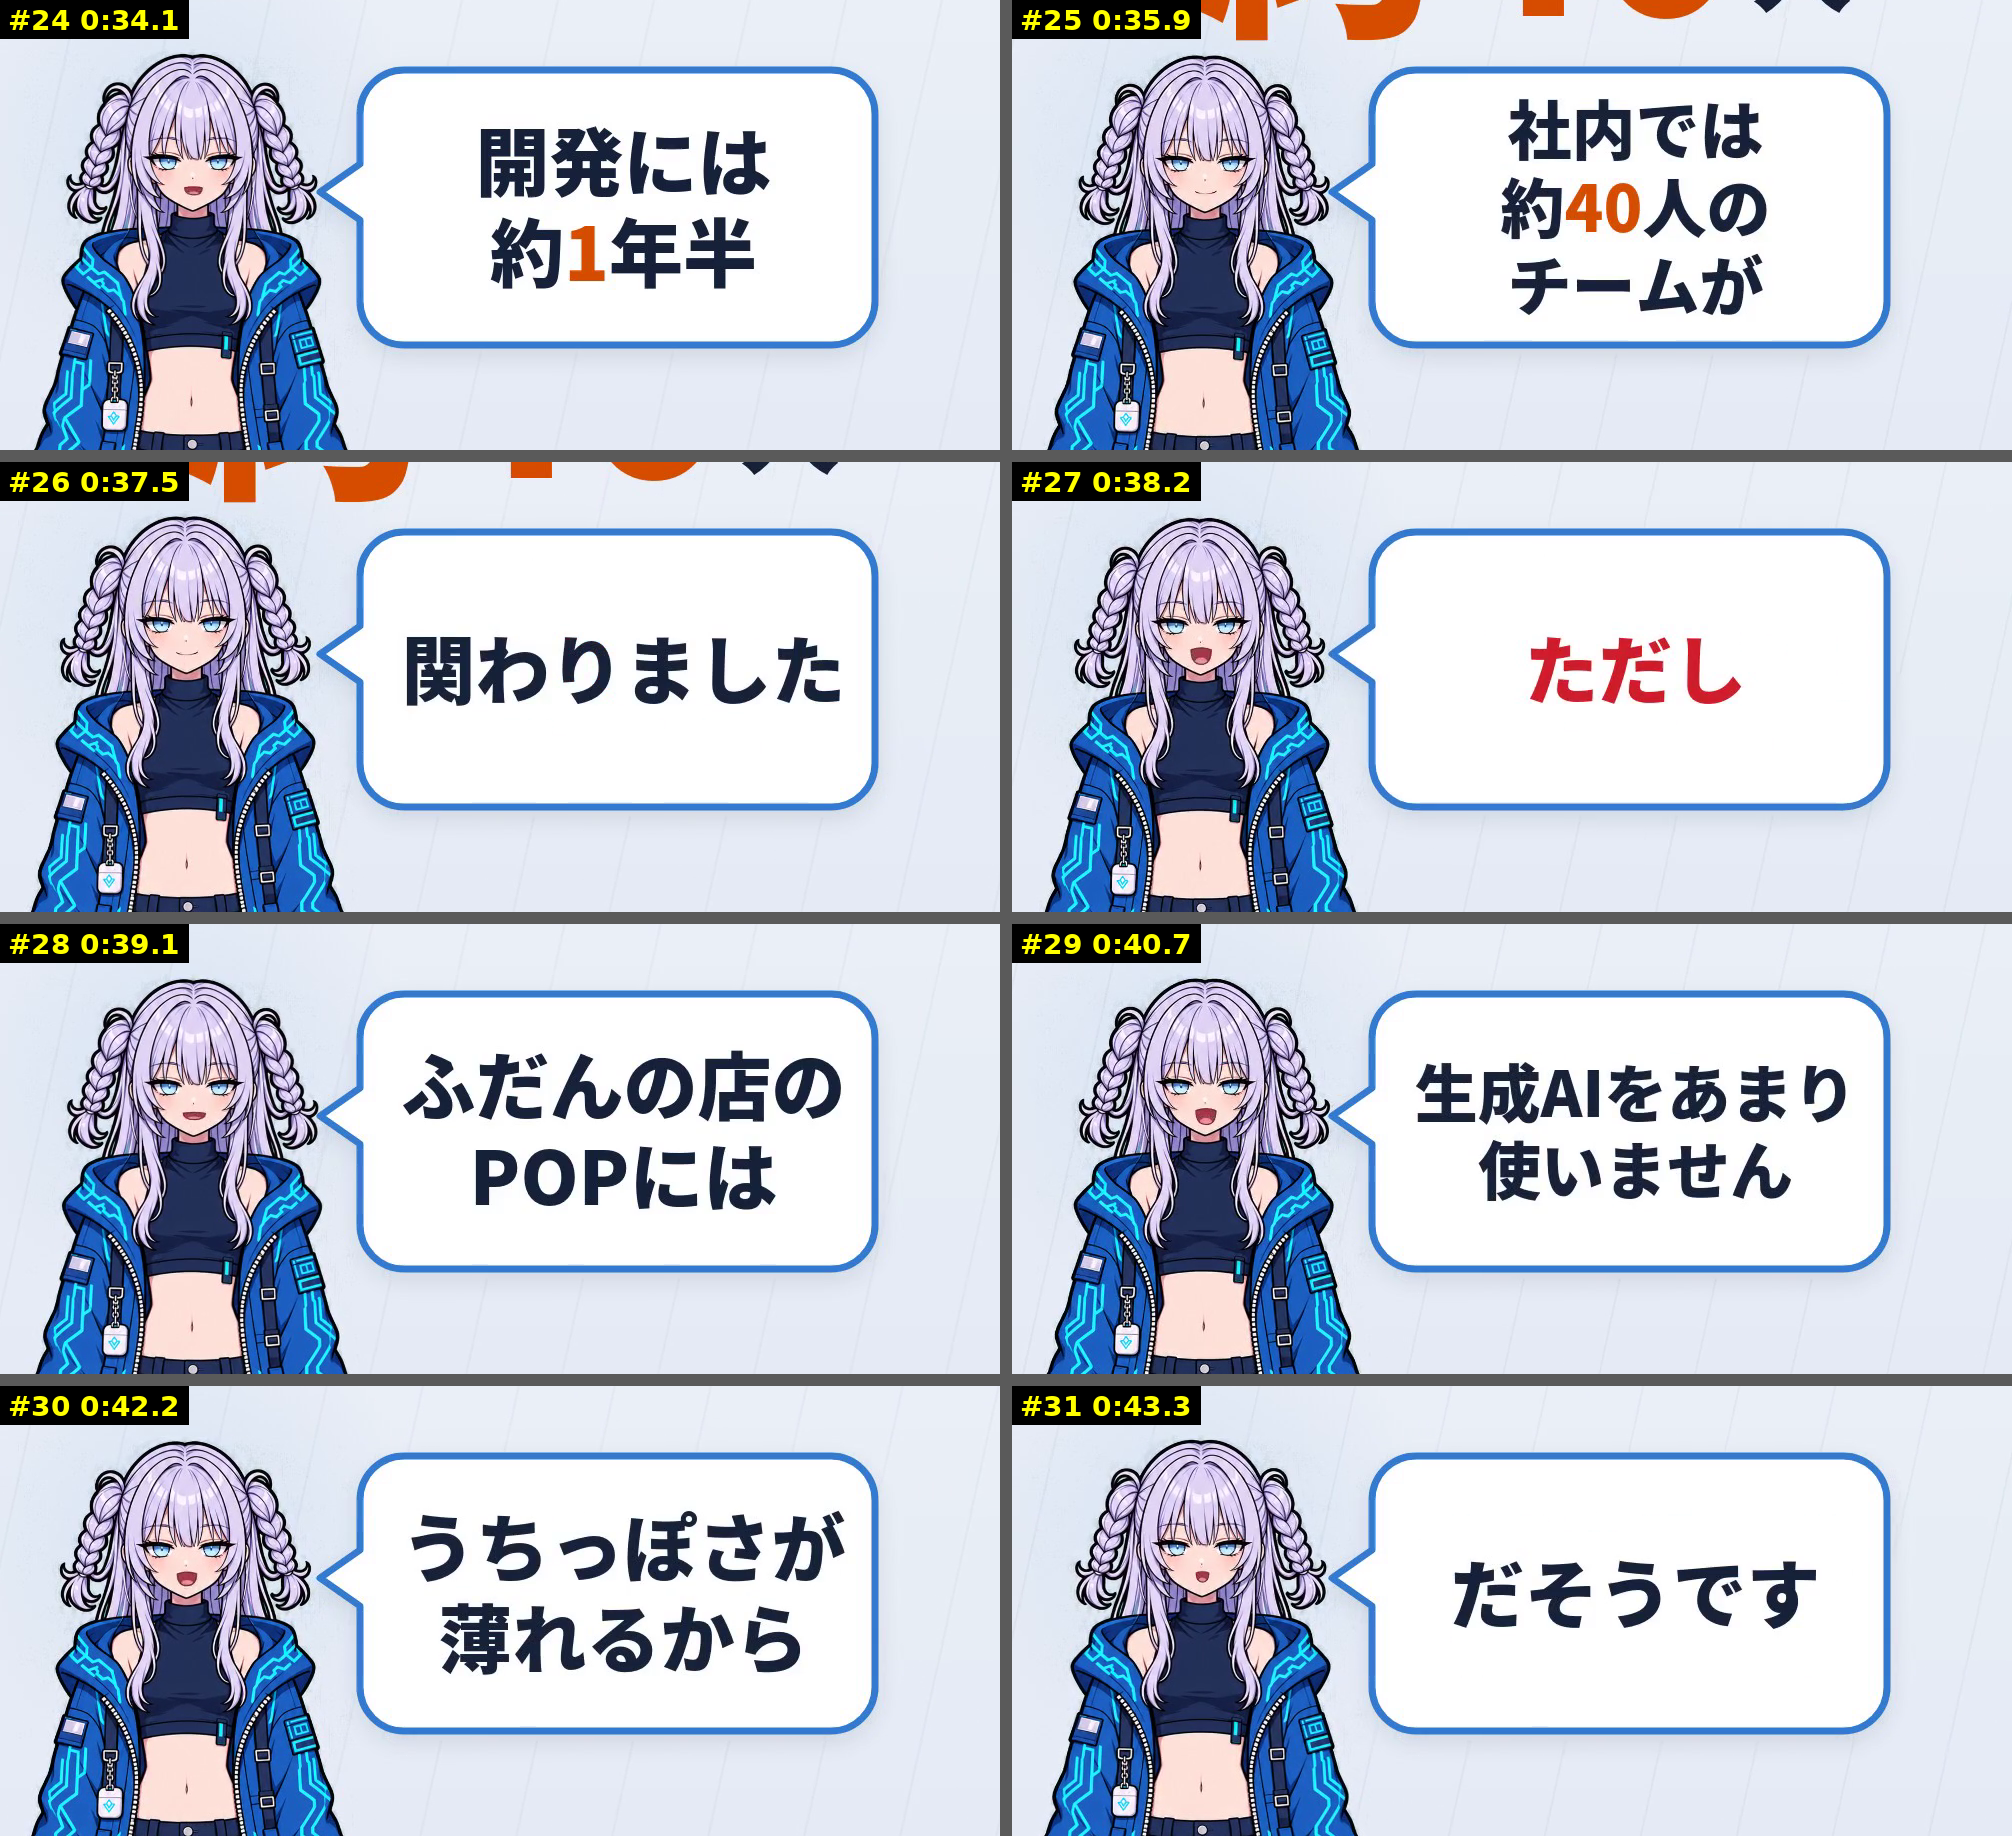 #24 0:34.1
開発には
約1年半
#25 0:35.9
社内では
約40人の
チームが
#26 0:37.5
関わりました
#27 0:38.2
ただし
#28 0:39.1
ふだんの店の
POPには
#29 0:40.7
生成AIをあまり
使いません
#30 0:42.2
うちっぽさが
薄れるから
#31 0:43.3
だそうです